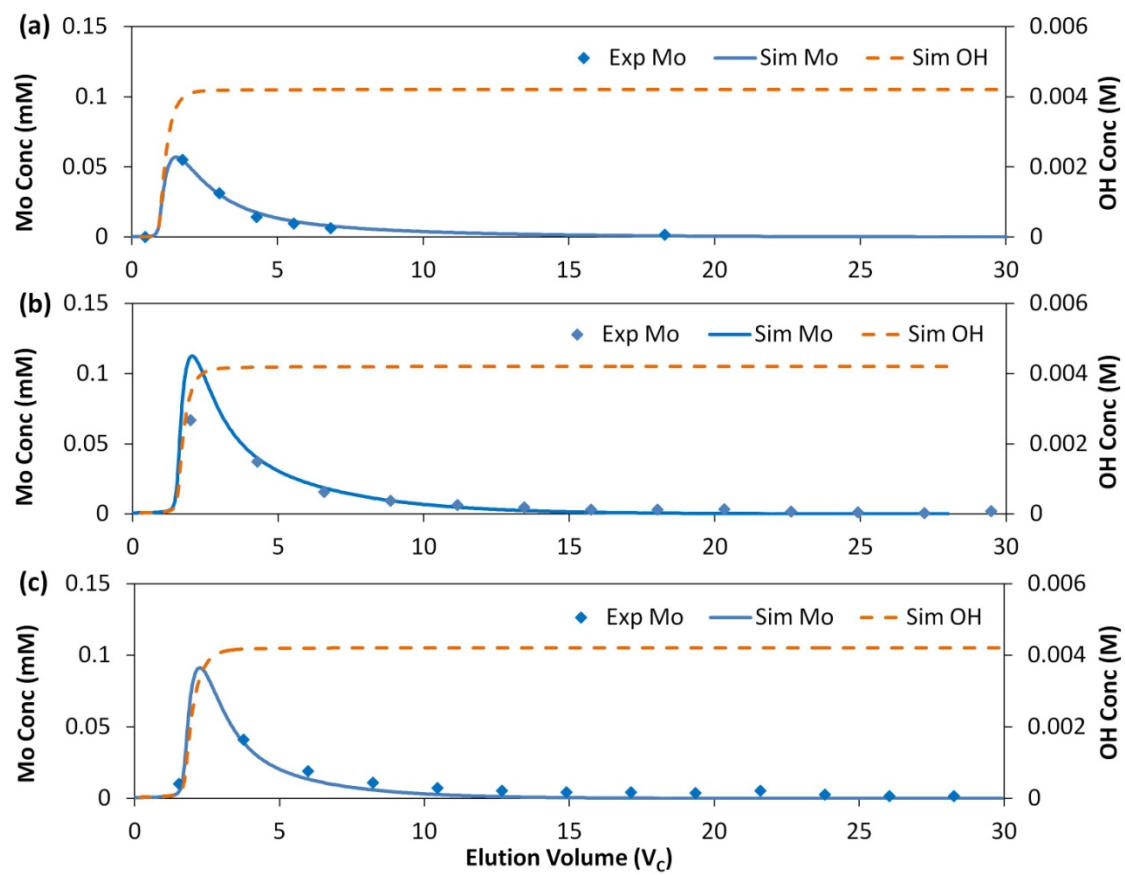 (a)
0.15
0.1
0.05
0
Mo Conc (mM)
Exp Mo Sim Mo Sim OH
0.006
0.004
0.002
0
OH Conc (M)
0 5 10 15 20 25 30
(b)
0.15
0.1
0.05
0
Mo Conc (mM)
Exp Mo Sim Mo Sim OH
0.006
0.004
0.002
0
OH Conc (M)
0 5 10 15 20 25 30
(c)
0.15
0.1
0.05
0
Mo Conc (mM)
Exp Mo Sim Mo Sim OH
0.006
0.004
0.002
0
OH Conc (M)
0 5 10 15 20 25 30
Elution Volume (VC)